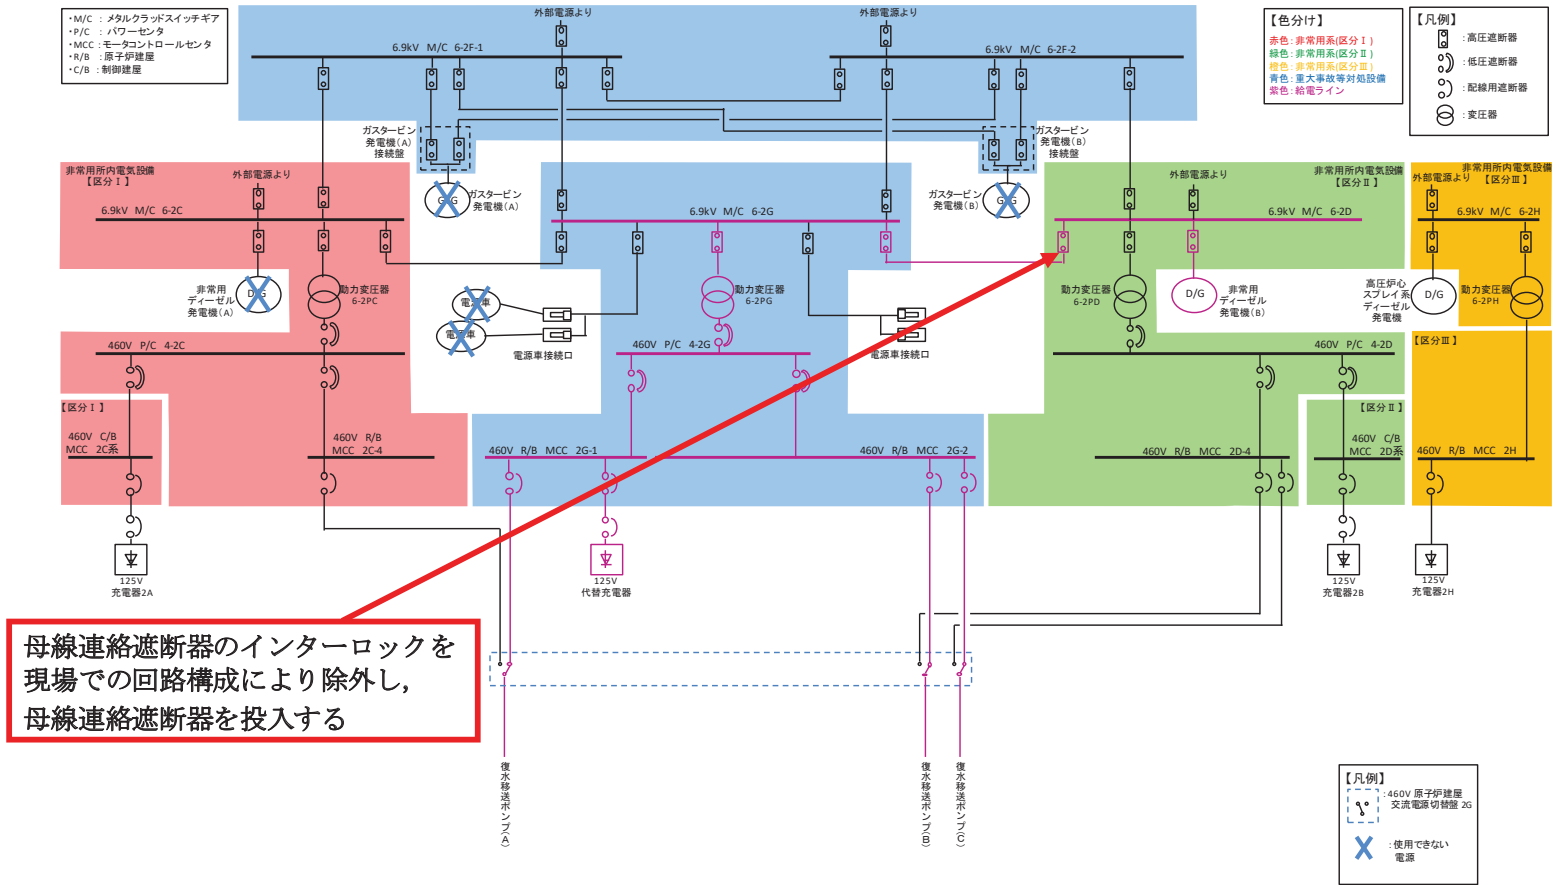 ・M/C ：メタルクラッドスイッチギア
・P/C ：パワーセンタ
・MCC：モータコントロールセンタ
・R/B ：原子炉建屋
・C/B ：制御建屋
外部電源より
外部電源より
6.9kV M/C 6-2F-1
6.9kV M/C 6-2F-2
【色分け】
赤色：非常用系(区分Ⅰ)
緑色：非常用系(区分Ⅱ)
橙色：非常用系(区分Ⅲ)
青色：重大事故等対処設備
紫色：給電ライン
【凡例】
：高圧遮断器
：低圧遮断器
：配線用遮断器
：変圧器
ガスタービン
発電機(A)
接続盤
ガスタービン
発電機(B)
接続盤
非常用所内電気設備
【区分Ⅰ】
外部電源より
6.9kV M/C 6-2C
ガスタービン
発電機(A)
6.9kV M/C 6-2G
ガスタービン
発電機(B)
外部電源より
非常用所内電気設備
【区分Ⅱ】
6.9kV M/C 6-2D
非常用所内電気設備
【区分Ⅲ】
外部電源より
6.9kV M/C 6-2H
非常用
ディーゼル
発電機(A)
D/G
動力変圧器
6-2PC
電源車
電源車
電源車接続口
動力変圧器
6-2PG
電源車接続口
動力変圧器
6-2PD
D/G
非常用
ディーゼル
発電機(B)
高圧炉心
スプレイ系
ディーゼル
発電機
D/G
動力変圧器
6-2PH
460V P/C 4-2C
460V P/C 4-2G
460V P/C 4-2D
【区分Ⅲ】
【区分Ⅰ】
460V C/B
MCC 2C系
460V R/B
MCC 2C-4
460V R/B MCC 2G-1
460V R/B MCC 2G-2
460V R/B MCC 2D-4
【区分Ⅱ】
460V C/B
MCC 2D系
460V R/B MCC 2H
125V
充電器2A
125V
代替充電器
125V
充電器2B
125V
充電器2H
母線連絡遮断器のインターロックを
現場での回路構成により除外し，
母線連絡遮断器を投入する
復水移送ポンプ(A)
復水移送ポンプ(B)
復水移送ポンプ(C)
【凡例】
：460V 原子炉建屋
交流電源切替盤 2G
：使用できない
電源